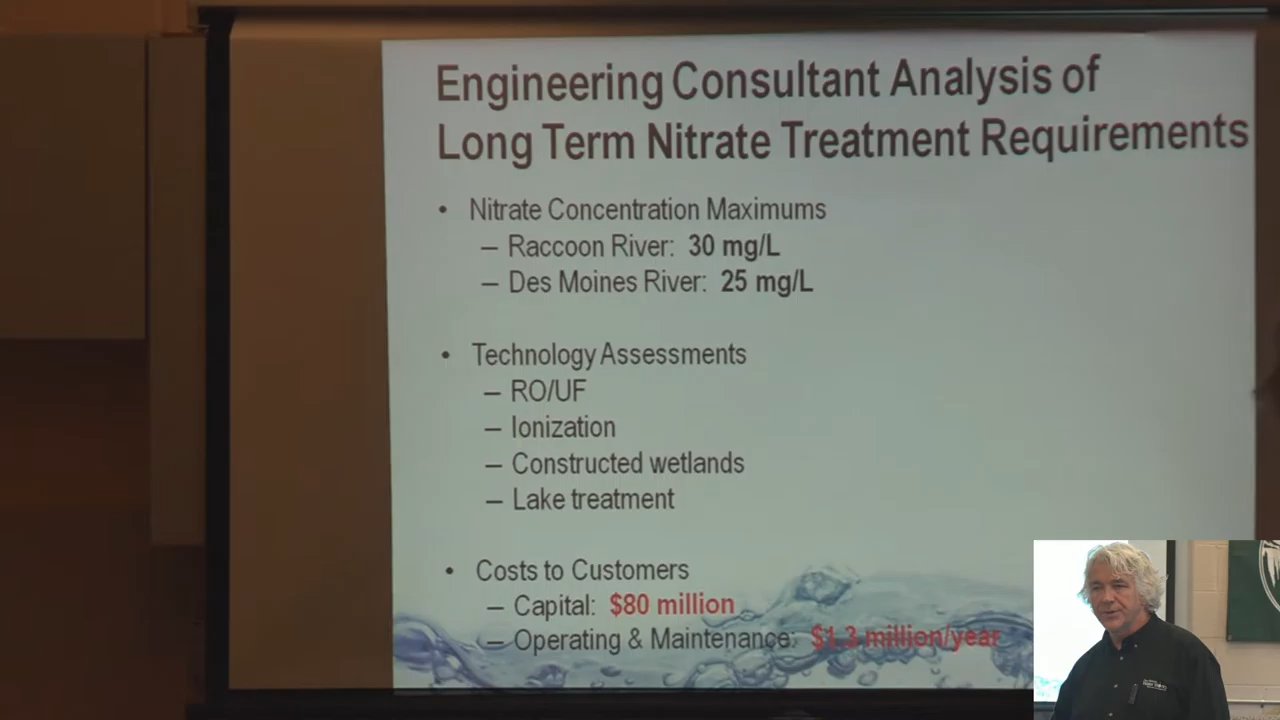 Engineering Consultant Analysis of
Long Term Nitrate Treatment Requirements
• Nitrate Concentration Maximums
– Raccoon River: 30 mg/L
– Des Moines River: 25 mg/L
• Technology Assessments
– RO/UF
– Ionization
– Constructed wetlands
– Lake treatment
• Costs to Customers
– Capital: $80 million
– Operating & Maintenance: $1.3 million/year